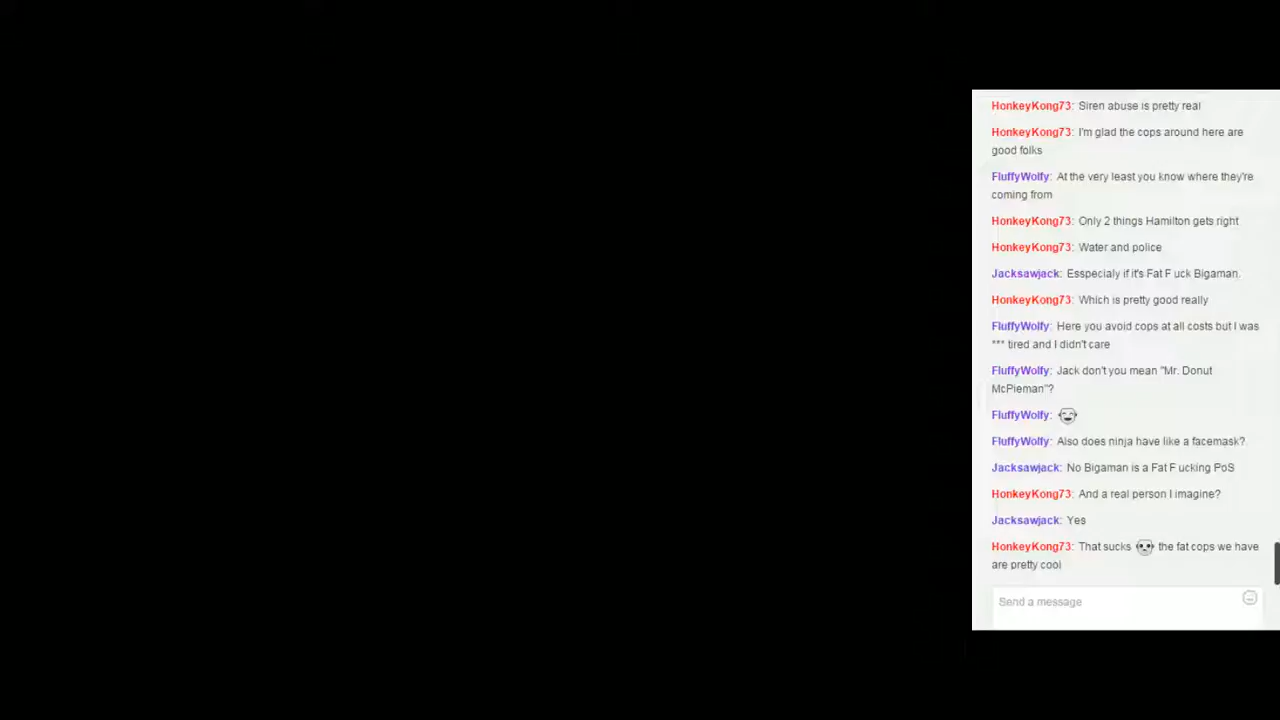 HonkeyKong73: Siren abuse is pretty real
HonkeyKong73: I'm glad the cops around here are
good folks
FluffyWolfy: At the very least you know where they're
coming from
HonkeyKong73: Only 2 things Hamilton gets right
HonkeyKong73: Water and police
Jacksawjack: Esspecialy if it's Fat F uck Bigaman.
HonkeyKong73: Which is pretty good really
FluffyWolfy: Here you avoid cops at all costs but I was
*** tired and I didn't care
FluffyWolfy: Jack don't you mean "Mr. Donut
McPieman"?
FluffyWolfy:
FluffyWolfy: Also does ninja have like a facemask?
Jacksawjack: No Bigaman is a Fat F ucking PoS
HonkeyKong73: And a real person I imagine?
Jacksawjack: Yes
HonkeyKong73: That sucks the fat cops we have
are pretty cool
Send a message